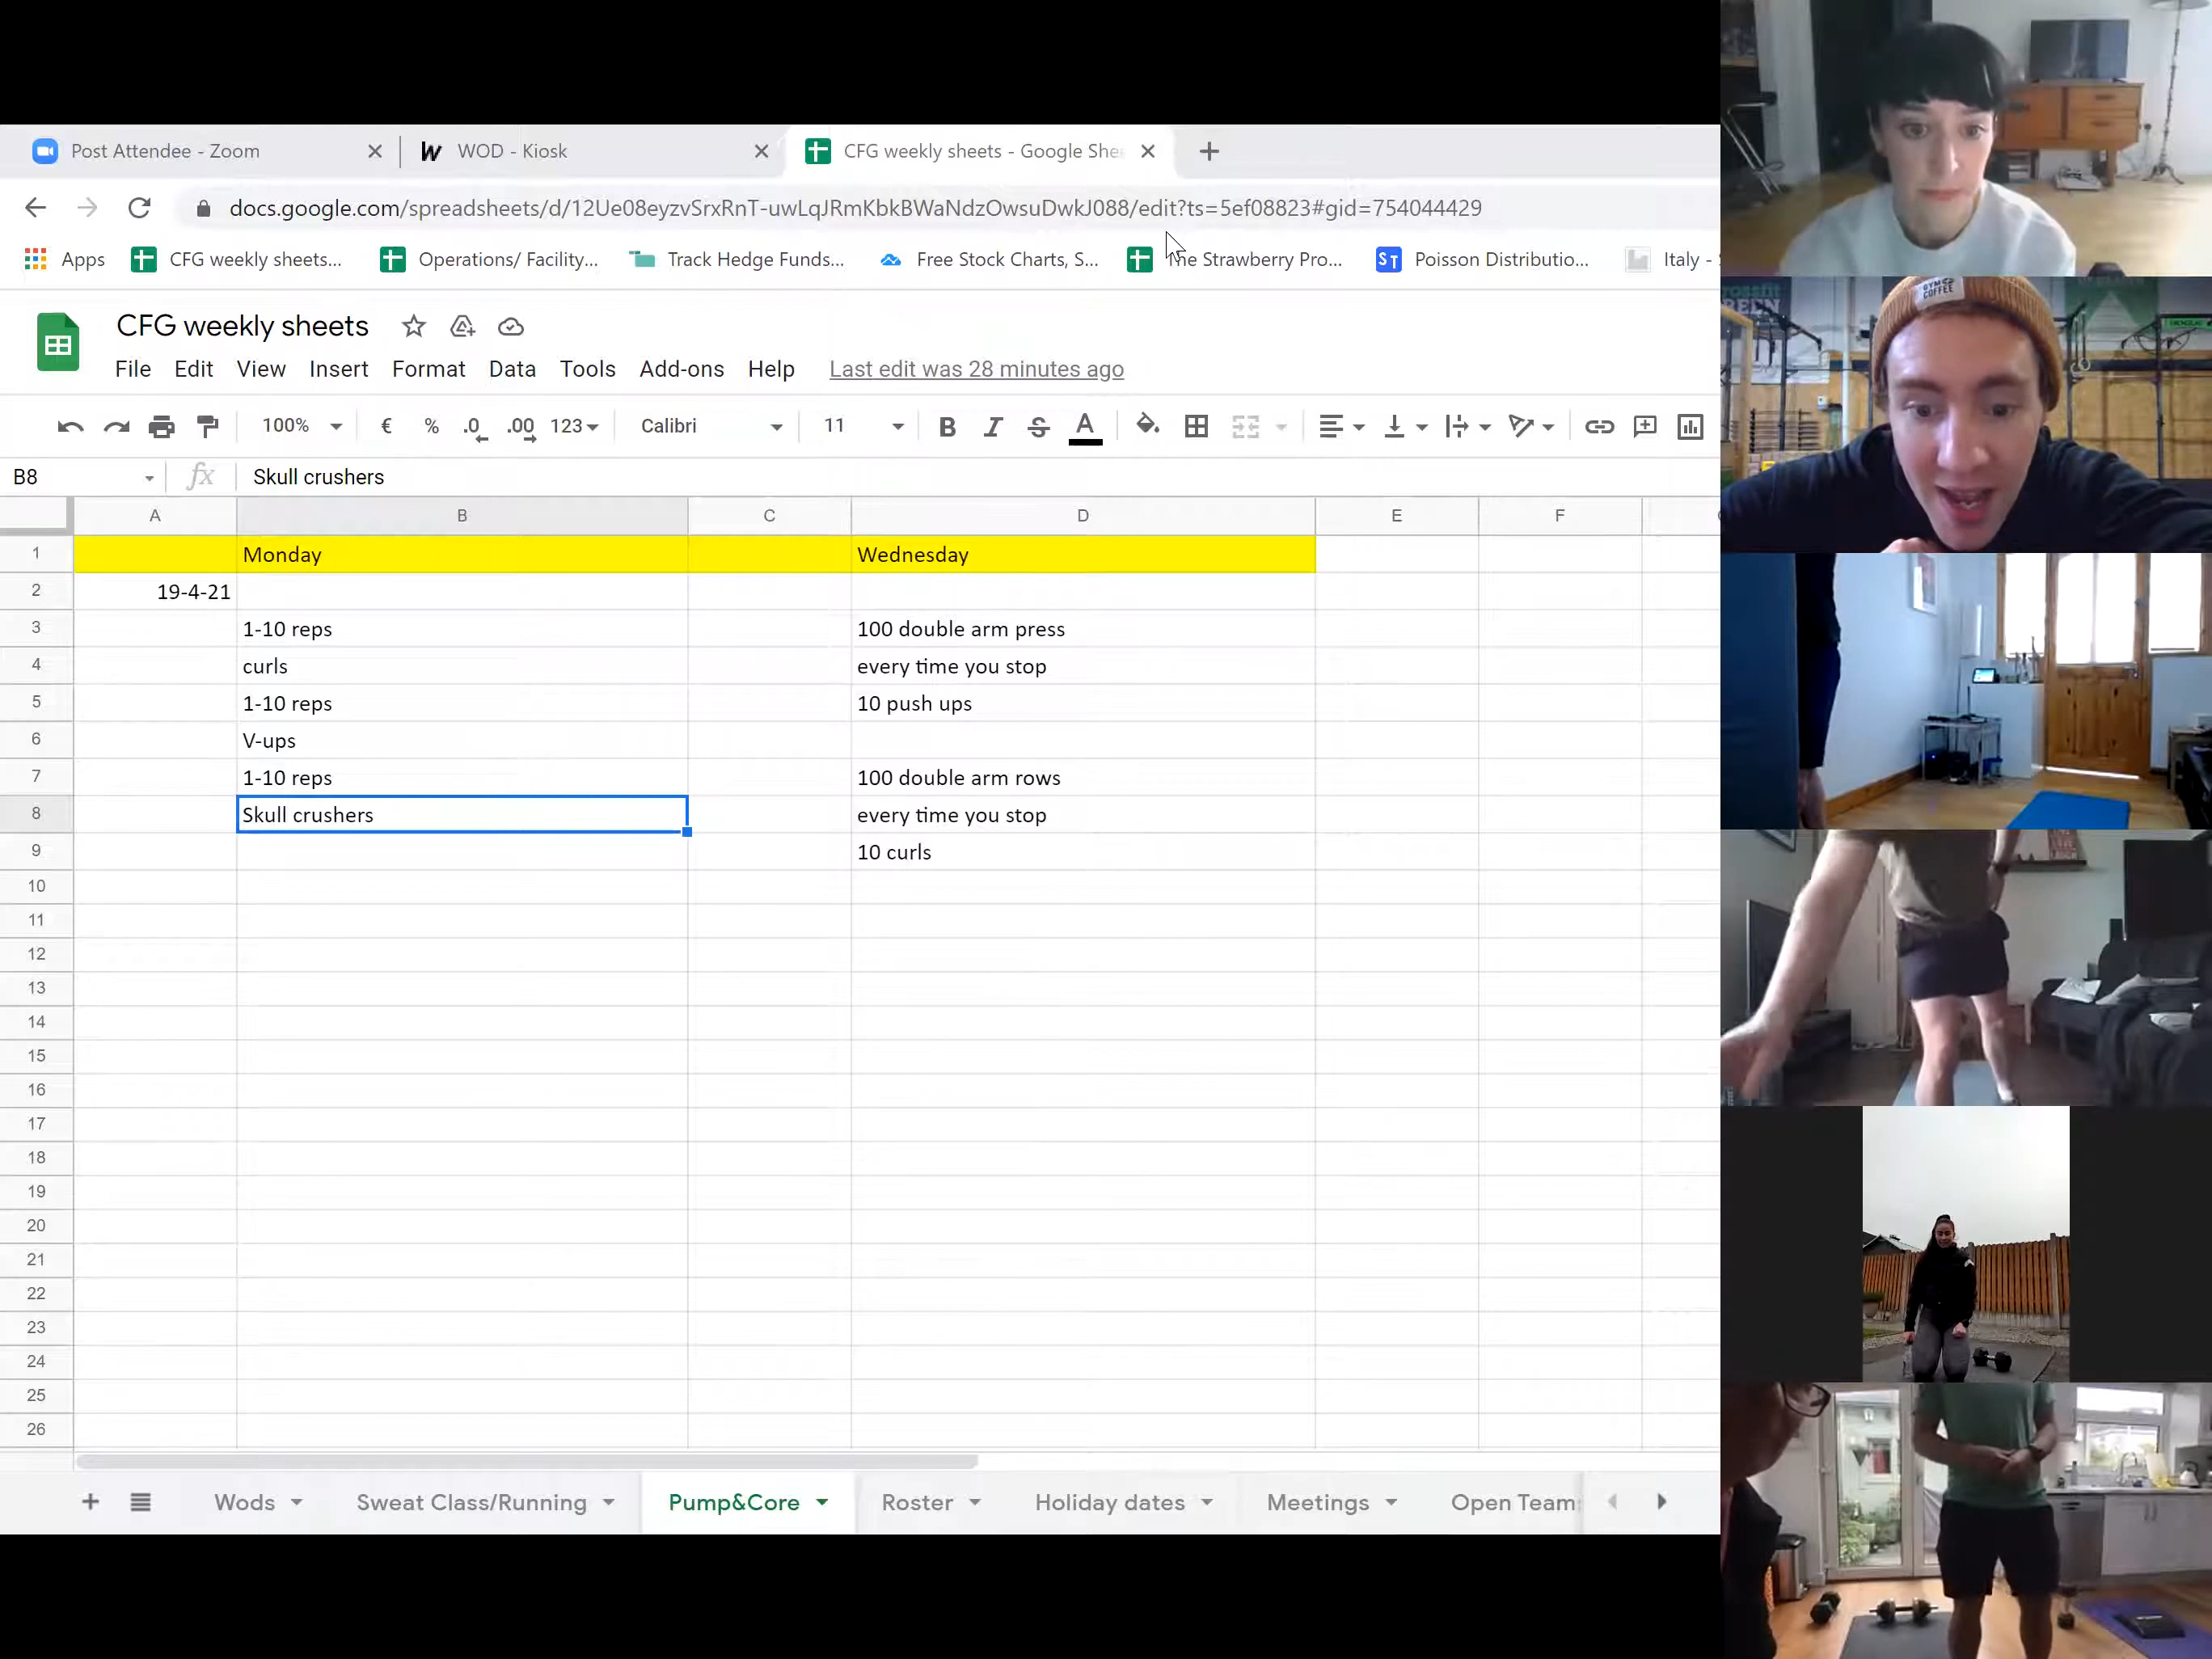 Post Attendee - Zoom
WOD - Kiosk
CFG weekly sheets - Google She
docs.google.com/spreadsheets/d/12Ue08eyzvSrxRnT-uwLqJRmKbkBWaNdzOwsuDwkJ088/edit?ts=5ef08823#gid=754044429
Apps
CFG weekly sheets...
Operations/ Facility...
Track Hedge Funds...
Free Stock Charts, S...
The Strawberry Pro...
ST
Poisson Distributio...
Italy -
CFG weekly sheets
File Edit View Insert Format Data Tools Add-ons Help Last edit was 28 minutes ago
100% € % .0 .00 123 Calibri 11 B I S A
B8 fx Skull crushers
A B C D E F
1 Monday Wednesday
2 19-4-21
3 1-10 reps 100 double arm press
4 curls every time you stop
5 1-10 reps 10 push ups
6 V-ups
7 1-10 reps 100 double arm rows
8 Skull crushers every time you stop
9 10 curls
10
11
12
13
14
15
16
17
18
19
20
21
22
23
24
25
26
Wods Sweat Class/Running Pump&Core Roster Holiday dates Meetings Open Team
GYM+
COFFEE